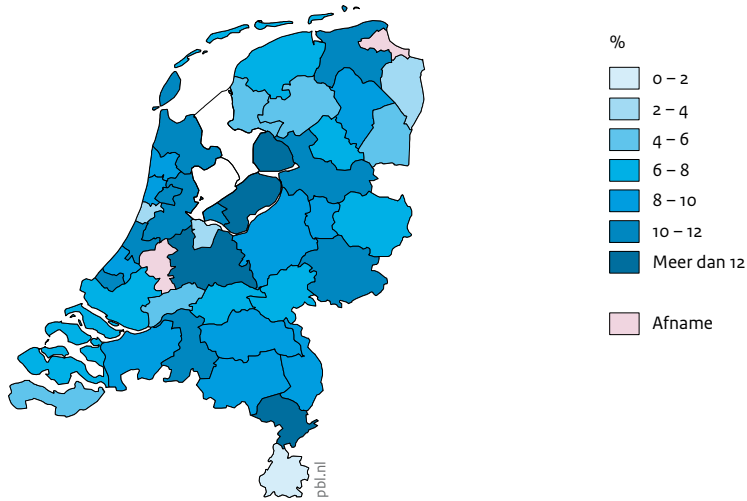 %
0 – 2
2 – 4
4 – 6
6 – 8
8 – 10
10 – 12
Meer dan 12
Afname
pbl.nl